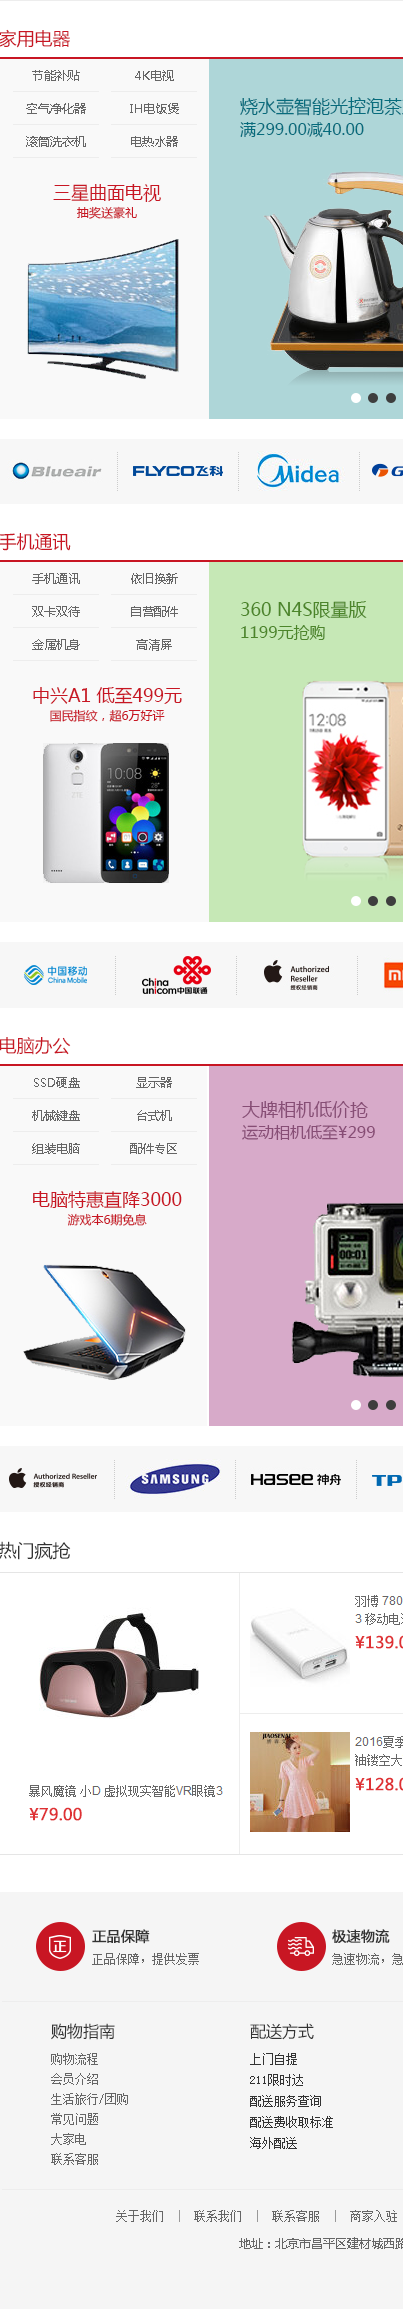 家用电器
节能补贴 4K电视
空气净化器 IH电饭煲
滚筒洗衣机 电热水器
三星曲面电视
抽奖送豪礼
烧水壶智能光控泡茶
满299.00减40.00
Blueair FLYCO飞科 Midea G
手机通讯
手机通讯 依旧换新
双卡双待 自营配件
金属机身 高清屏
中兴A1 低至499元
国民指纹，超6万好评
10:08
360 N4S限量版
1199元抢购
12:08
中国移动
China Mobile
China
unicom中国联通
Authorized
Reseller
授权经销商
mi
电脑办公
SSD硬盘 显示器
机械键盘 台式机
组装电脑 配件专区
电脑特惠直降3000
游戏本6期免息
大牌相机低价抢
运动相机低至¥299
00:01
H
Authorized Reseller
授权经销商
SAMSUNG
Hasee 神舟
TP
热门疯抢
暴风魔镜 小D 虚拟现实智能VR眼镜3
¥79.00
羽博 780
3 移动电
¥139.0
2016夏季
袖镂空大
¥128.0
正品保障
正品保障，提供发票
极速物流
急速物流，急
购物指南
购物流程
会员介绍
生活旅行/团购
常见问题
大家电
联系客服
配送方式
上门自提
211限时达
配送服务查询
配送费收取标准
海外配送
关于我们 | 联系我们 | 联系客服 | 商家入驻
地址：北京市昌平区建材城西路